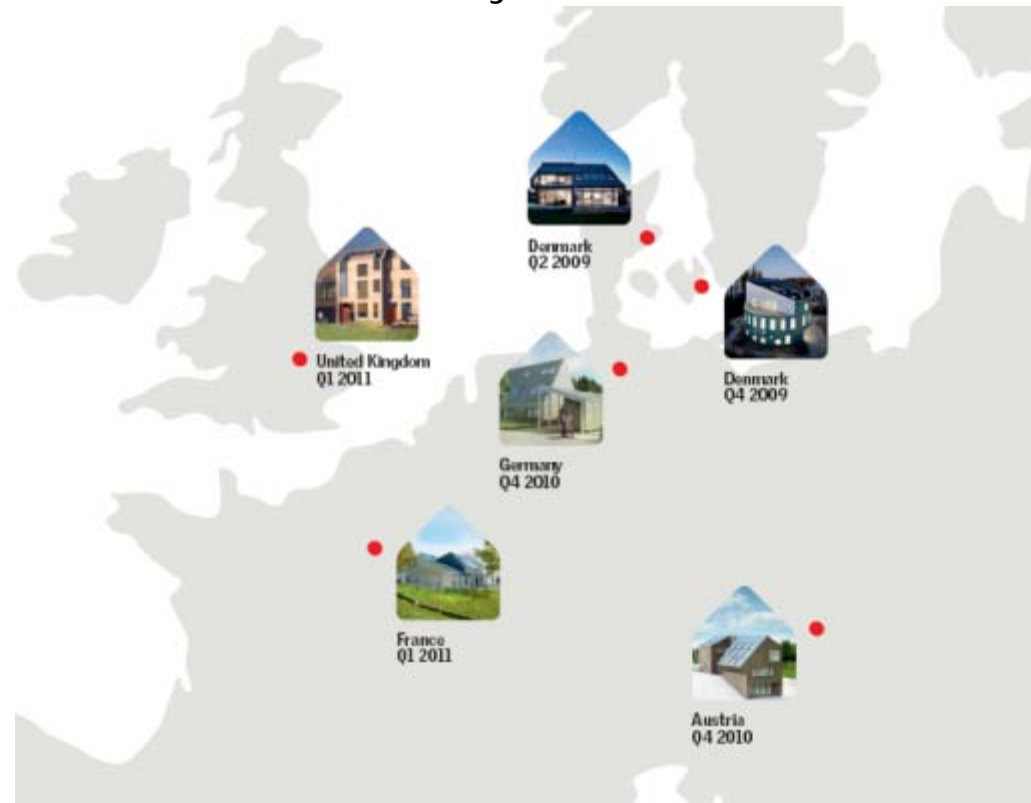 Denmark
Q2 2009
United Kingdom
Q1 2011
Denmark
Q4 2009
Germany
Q4 2010
France
Q1 2011
Austria
Q4 2010